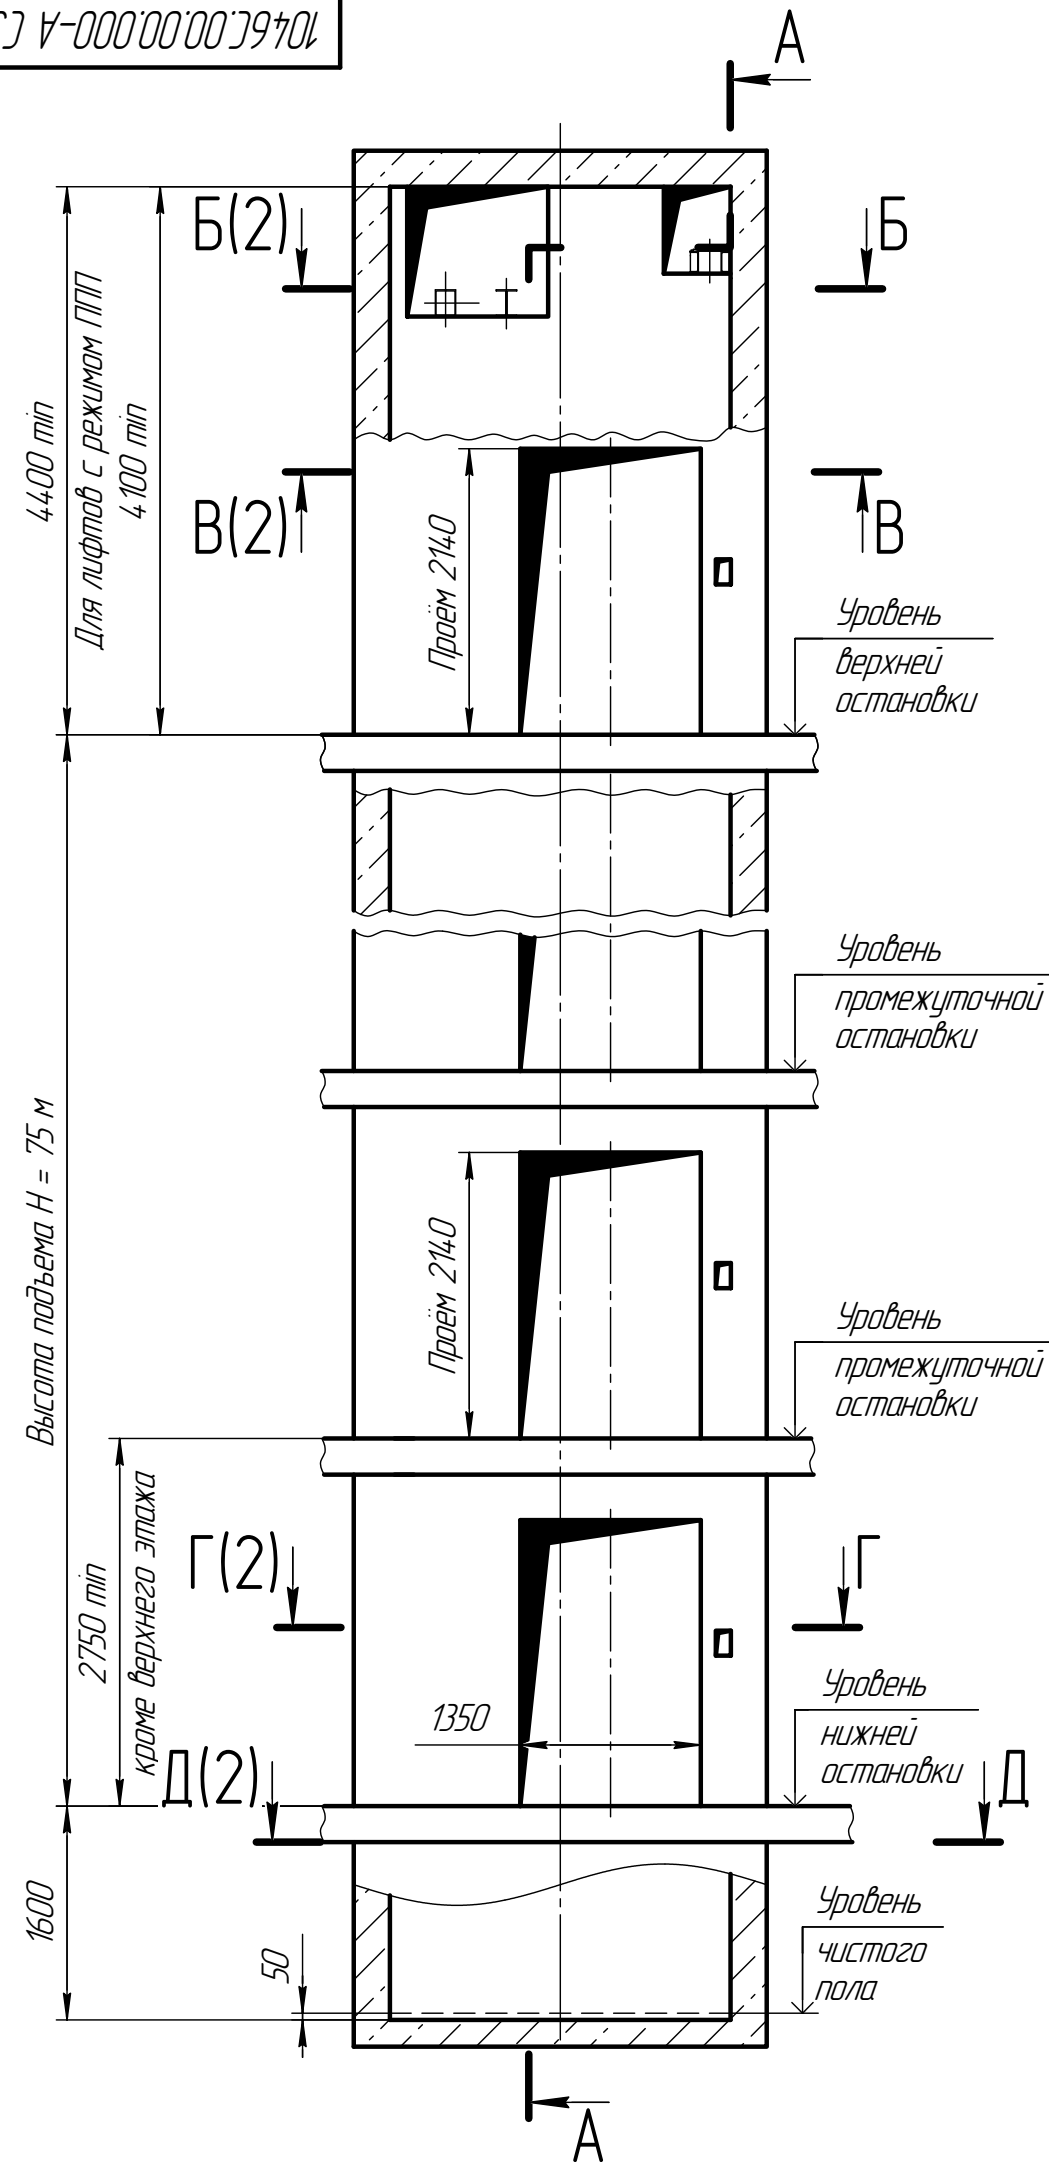 1046С.00.00.000-А С
А
Б(2)
Б
4400 min
Для лифтов с режимом ППП
4100 min
В(2)
В
Проём 2140
Уровень
верхней
остановки
Уровень
промежуточной
остановки
Высота подъема Н = 75 м
Проём 2140
Уровень
промежуточной
остановки
2750 min
кроме верхнего этажа
Г(2)
Г
1350
Уровень
нижней
остановки
Д(2)
Д
1600
50
Уровень
чистого
пола
А